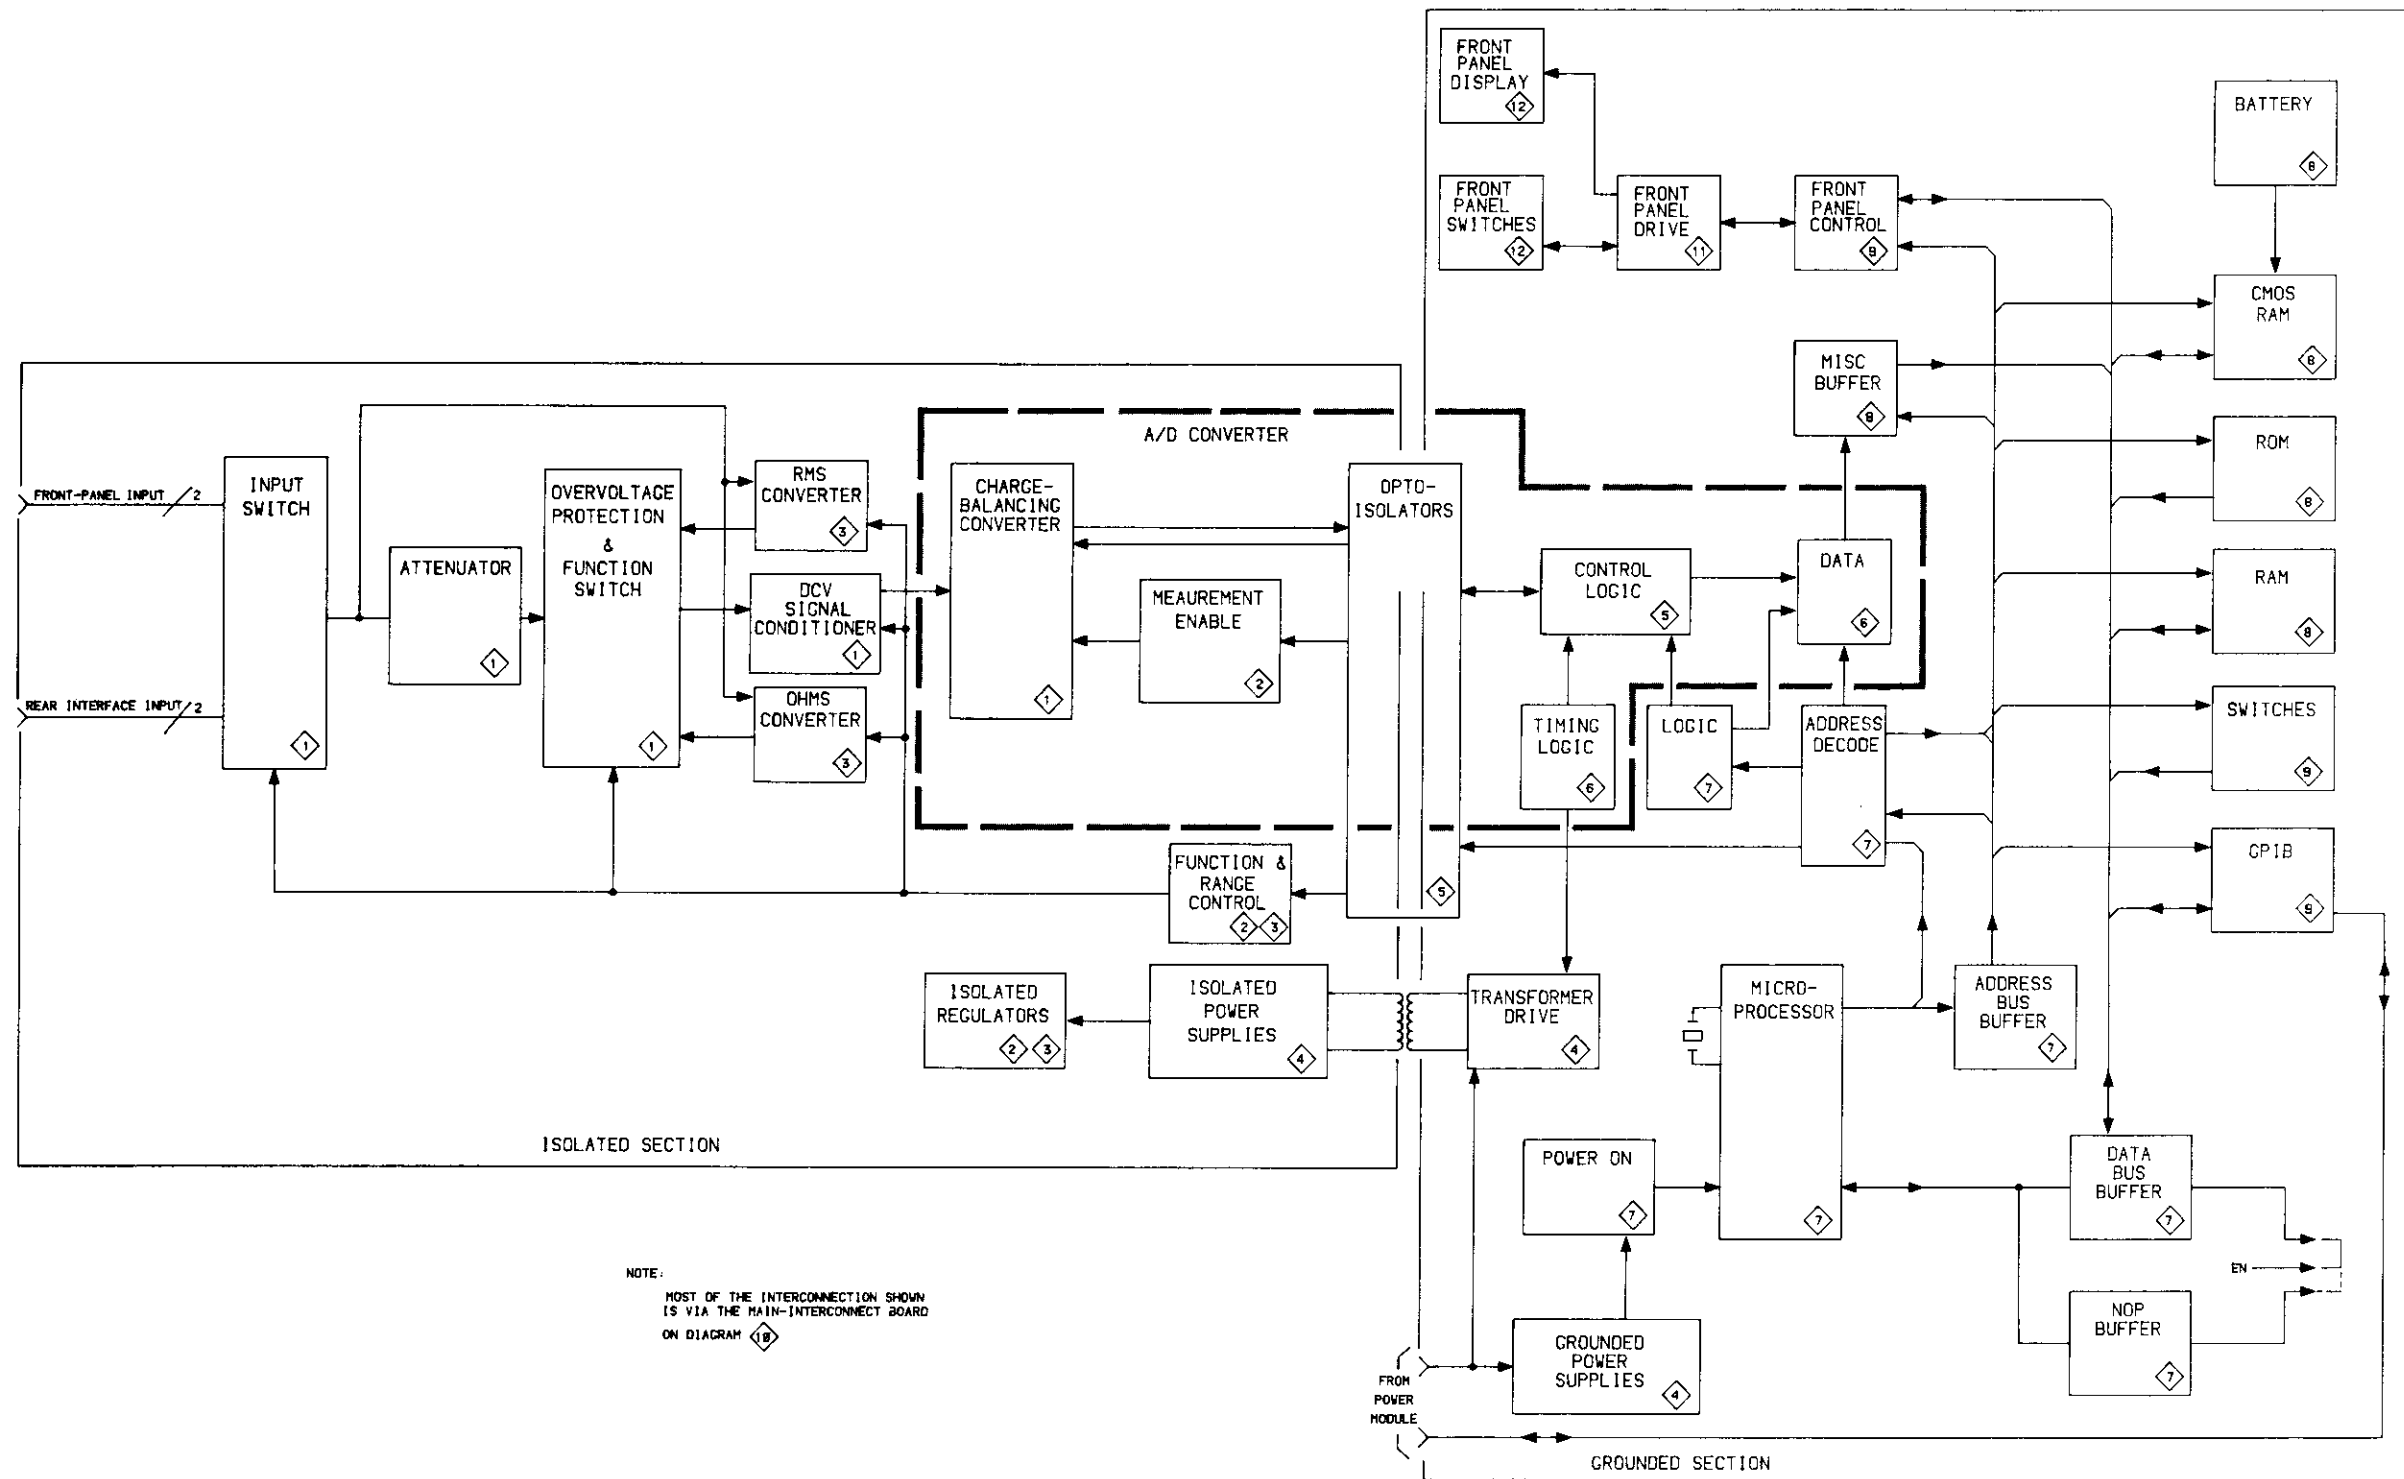 FRONT
PANEL
DISPLAY
12
BATTERY
8
FRONT
PANEL
SWITCHES
12
FRONT
PANEL
DRIVE
11
FRONT
PANEL
CONTROL
9
CMOS
RAM
8
MISC
BUFFER
8
ROM
8
RAM
8
SWITCHES
9
GPIB
9
FRONT-PANEL INPUT
2
REAR INTERFACE INPUT
2
INPUT
SWITCH
1
ATTENUATOR
1
OVERVOLTAGE
PROTECTION
&
FUNCTION
SWITCH
1
RMS
CONVERTER
3
DCV
SIGNAL
CONDITIONER
1
OHMS
CONVERTER
3
A/D CONVERTER
CHARGE-
BALANCING
CONVERTER
1
MEAUREMENT
ENABLE
2
OPTO-
ISOLATORS
5
CONTROL
LOGIC
5
DATA
6
TIMING
LOGIC
6
LOGIC
7
ADDRESS
DECODE
7
FUNCTION &
RANGE
CONTROL
2 3
ISOLATED
REGULATORS
2 3
ISOLATED
POWER
SUPPLIES
4
TRANSFORMER
DRIVE
4
MICRO-
PROCESSOR
7
ADDRESS
BUS
BUFFER
7
ISOLATED SECTION
POWER ON
7
DATA
BUS
BUFFER
7
EN
NOP
BUFFER
7
GROUNDED
POWER
SUPPLIES
4
FROM
POWER
MODULE
GROUNDED SECTION
NOTE:
MOST OF THE INTERCONNECTION SHOWN
IS VIA THE MAIN-INTERCONNECT BOARD
ON DIAGRAM 10